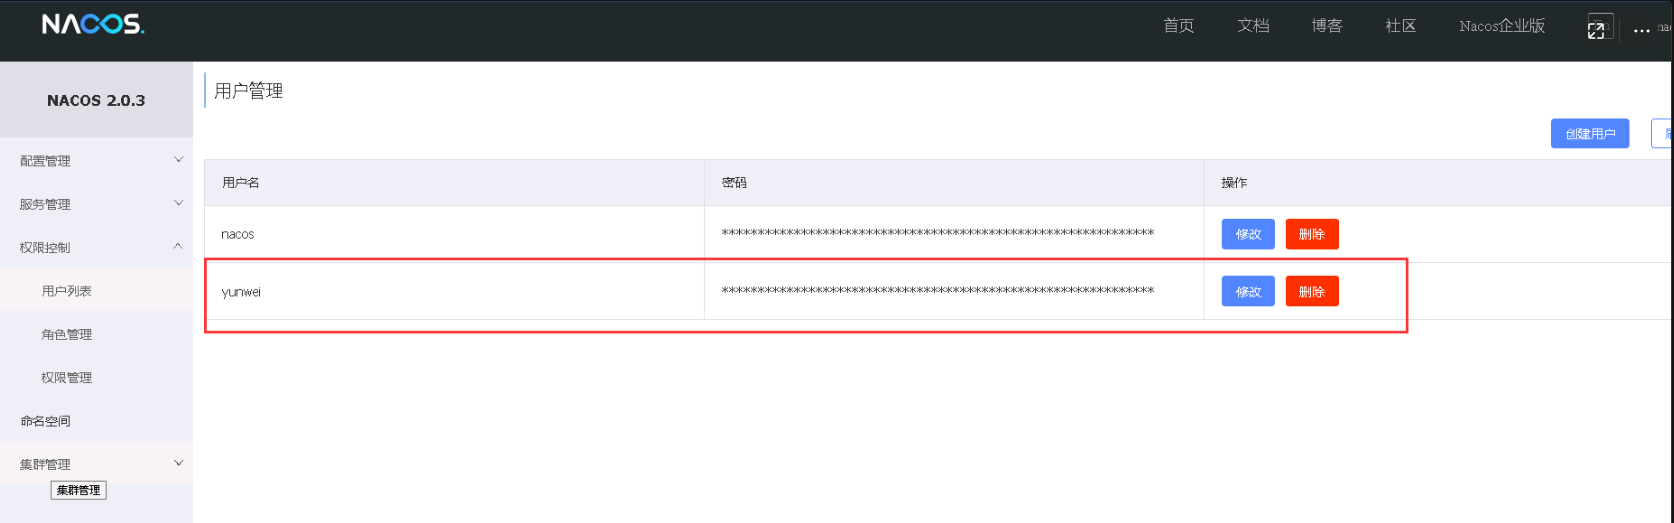 NACOS.
首页 文档 博客 社区 Nacos企业版
NACOS 2.0.3
用户管理
创建用户
配置管理
用户名 密码 操作
服务管理
nacos **************************************************************** 修改 删除
权限控制
用户列表
yunwei **************************************************************** 修改 删除
角色管理
权限管理
命名空间
集群管理
集群管理